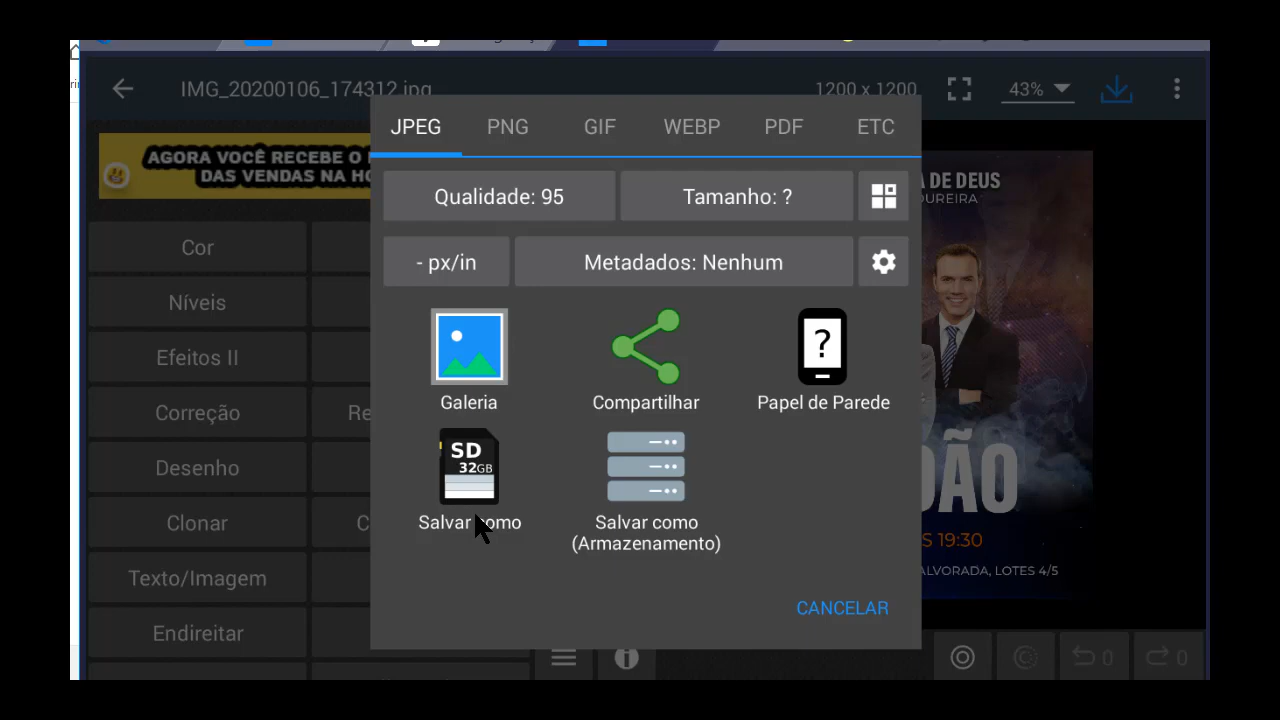 IMG_20200106_174312.jpg
1200 x 1200
43%
JPEG
PNG
GIF
WEBP
PDF
ETC
AGORA VOCÊ RECEBE O
DAS VENDAS NA
Qualidade: 95
Tamanho: ?
- px/in
Metadados: Nenhum
Cor
Níveis
Efeitos II
Correção
Re
Desenho
Clonar
C
Texto/Imagem
Endireitar
Galeria
Compartilhar
?
Papel de Parede
SD
32GB
Salvar como
Salvar como
(Armazenamento)
CANCELAR
DE DEUS
OUREIRA
DÃO
S 19:30
ALVORADA, LOTES 4/5
0
0